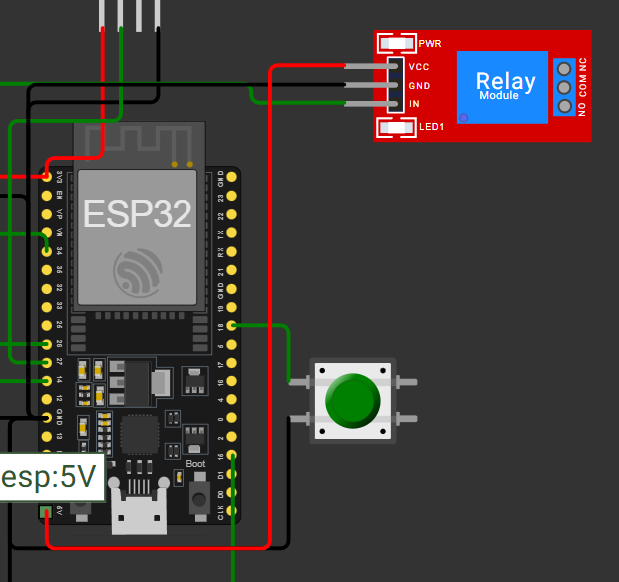 PWR
VCC
GND
IN
LED1
Relay
Module
NO COM NC
ESP32
3V3
EN
VP
VN
34
35
32
33
25
26
27
14
12
GND
13
5V
GND
23
22
TX
RX
21
GND
19
18
5
17
16
4
0
2
15
D1
D0
CLK
Boot
esp:5V